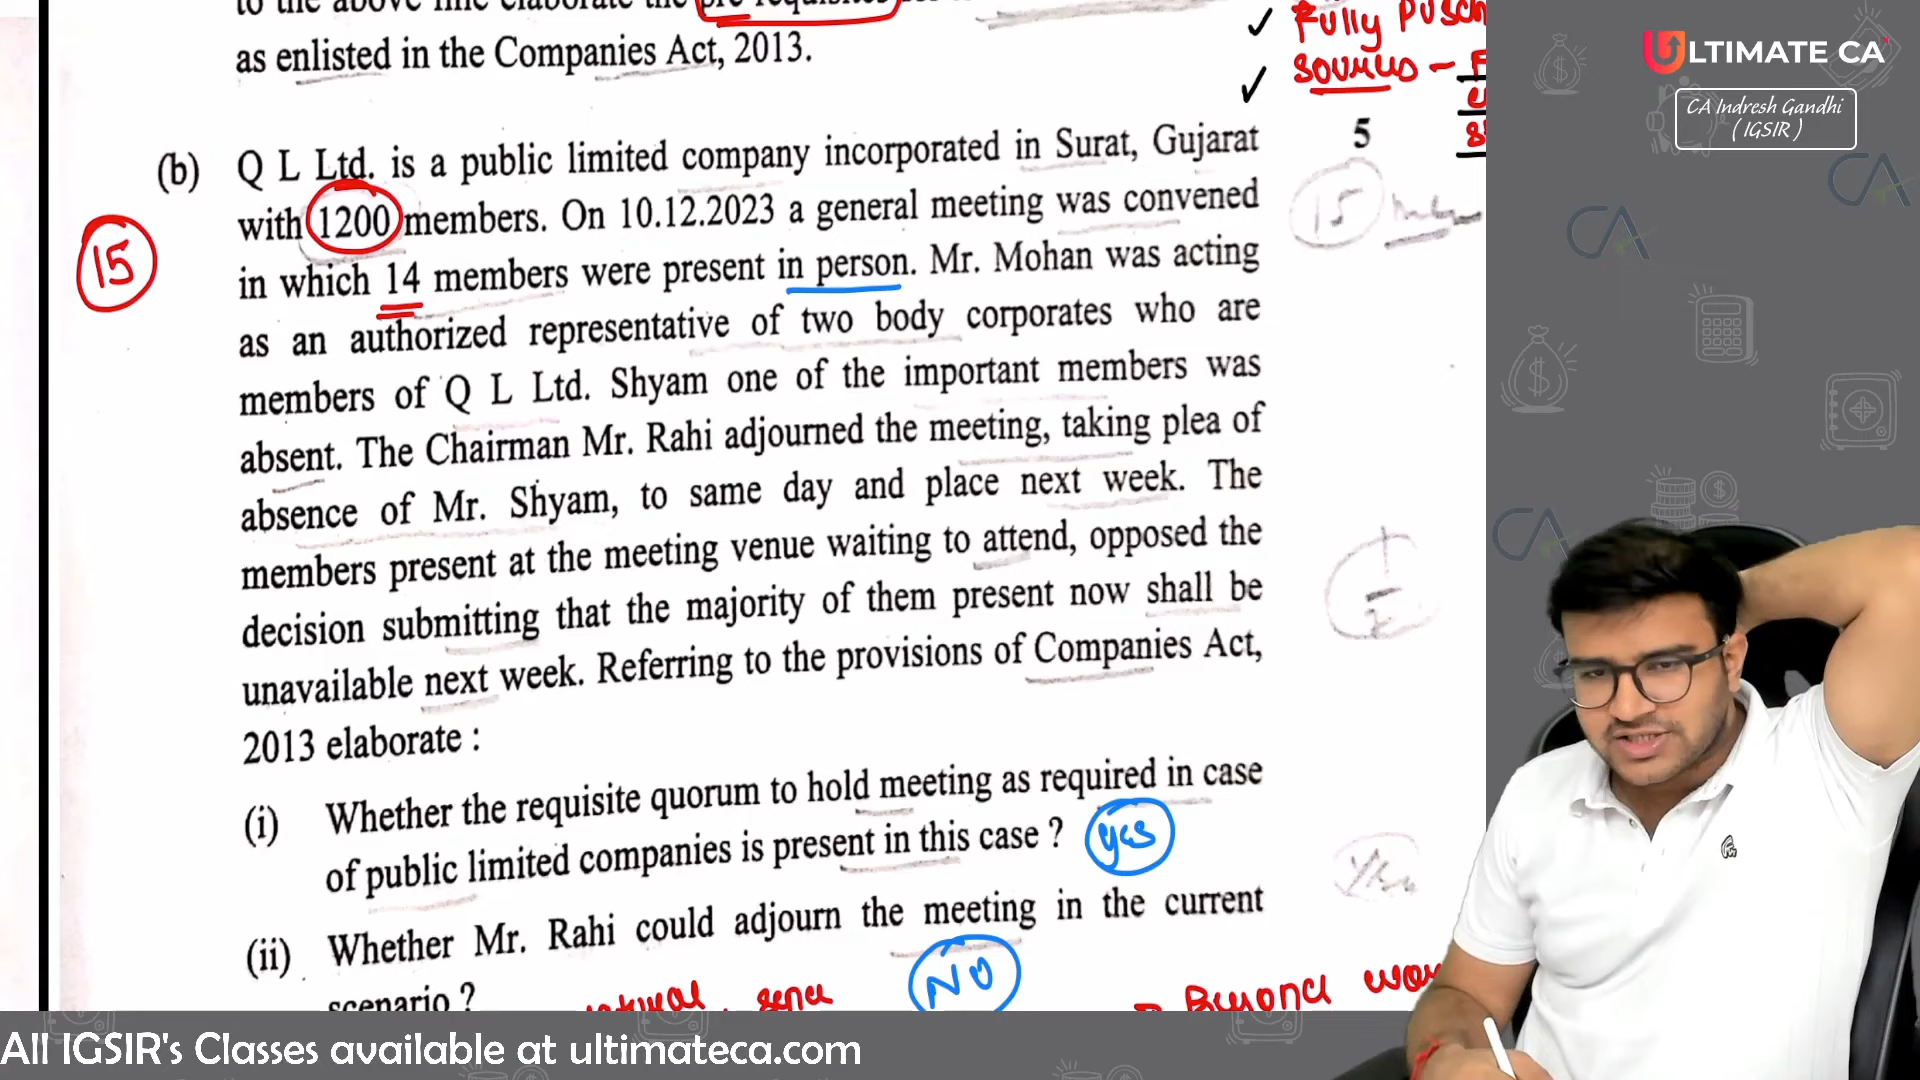 as enlisted in the Companies Act, 2013.
Fully
Sources –
ULTIMATE CA
CA Indresh Gandhi
( IGSIR )
(b) Q L Ltd. is a public limited company incorporated in Surat, Gujarat 5
with 1200 members. On 10.12.2023 a general meeting was convened
15
in which 14 members were present in person. Mr. Mohan was acting
15
as an authorized representative of two body corporates who are
members of Q L Ltd. Shyam one of the important members was
absent. The Chairman Mr. Rahi adjourned the meeting, taking plea of
absence of Mr. Shyam, to same day and place next week. The
members present at the meeting venue waiting to attend, opposed the
decision submitting that the majority of them present now shall be
unavailable next week. Referring to the provisions of Companies Act,
2013 elaborate :
(i) Whether the requisite quorum to hold meeting as required in case
of public limited companies is present in this case ? yes
(ii) Whether Mr. Rahi could adjourn the meeting in the current
scenario ? NO
All IGSIR's Classes available at ultimateca.com